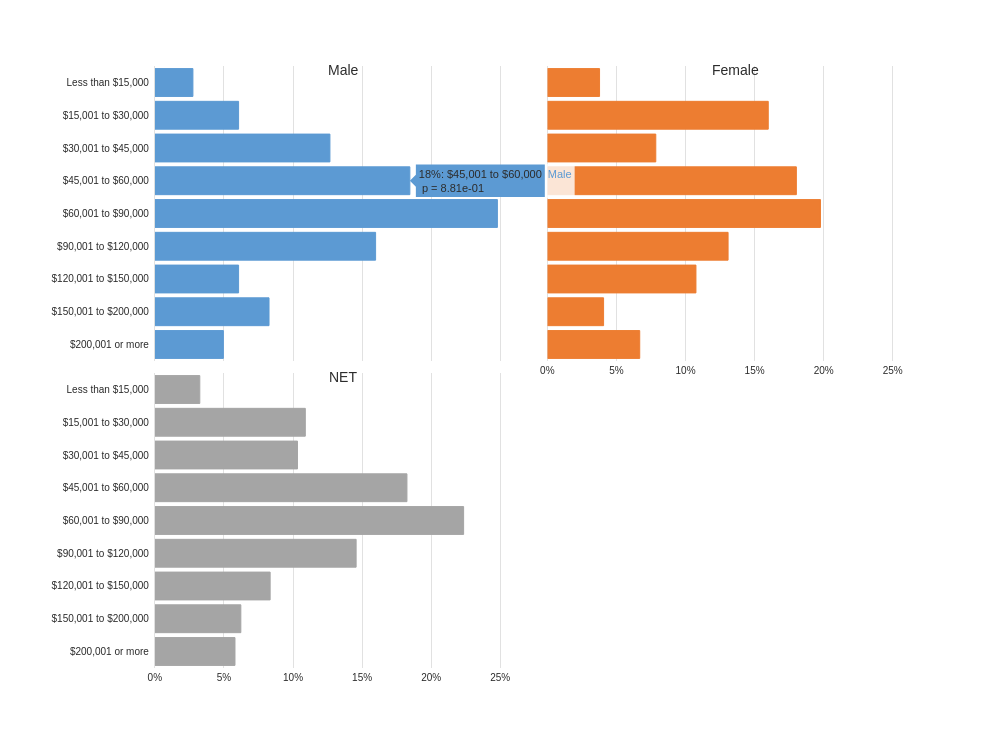 Male
Less than $15,000
$15,001 to $30,000
$30,001 to $45,000
$45,001 to $60,000
$60,001 to $90,000
$90,001 to $120,000
$120,001 to $150,000
$150,001 to $200,000
$200,001 or more
18%: $45,001 to $60,000 Male
p = 8.81e-01
Female
0% 5% 10% 15% 20% 25%
NET
Less than $15,000
$15,001 to $30,000
$30,001 to $45,000
$45,001 to $60,000
$60,001 to $90,000
$90,001 to $120,000
$120,001 to $150,000
$150,001 to $200,000
$200,001 or more
0% 5% 10% 15% 20% 25%